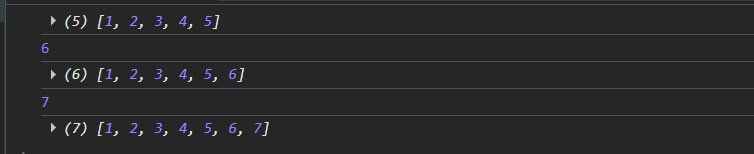 (5) [1, 2, 3, 4, 5]
6
(6) [1, 2, 3, 4, 5, 6]
7
(7) [1, 2, 3, 4, 5, 6, 7]